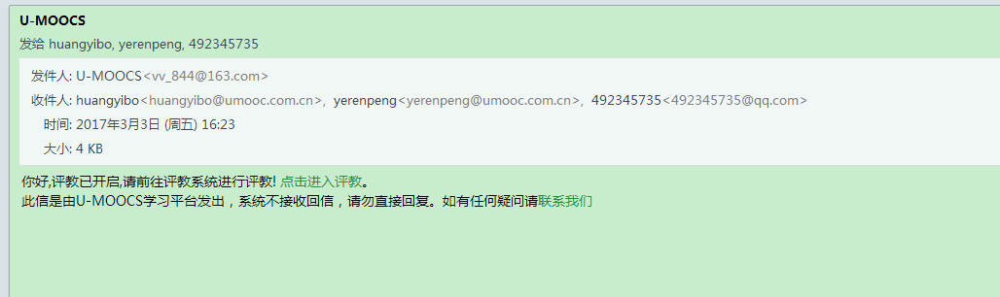 U-MOOCS
发给 huangyibo, yerenpeng, 492345735
发件人: U-MOOCS<vv_844@163.com>
收件人: huangyibo<huangyibo@umooc.com.cn>, yerenpeng<yerenpeng@umooc.com.cn>, 492345735<492345735@qq.com>
时间: 2017年3月3日 (周五) 16:23
大小: 4 KB
你好,评教已开启,请前往评教系统进行评教! 点击进入评教。
此信是由U-MOOCS学习平台发出，系统不接收回信，请勿直接回复。如有任何疑问请联系我们